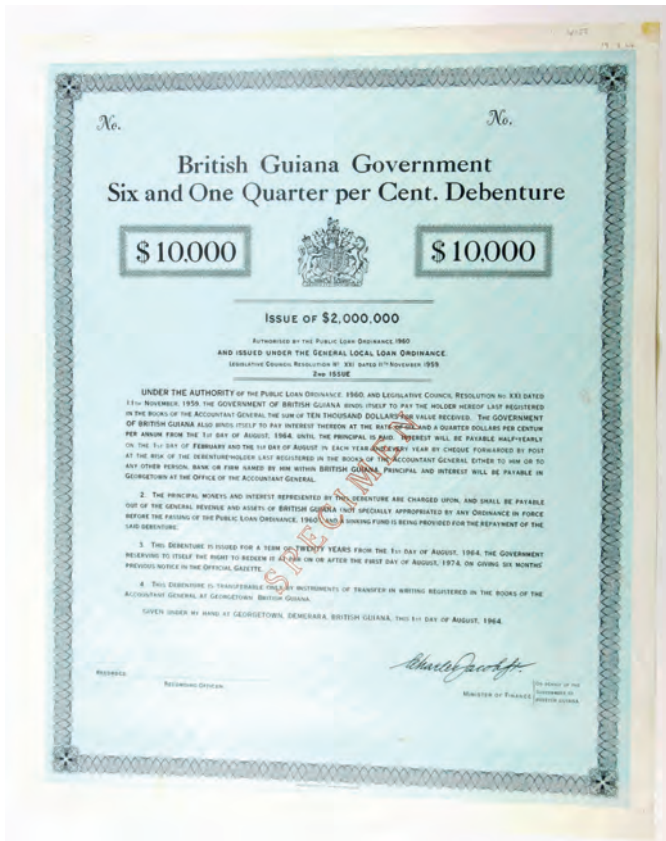 No. No.
British Guiana Government
Six and One Quarter per Cent. Debenture
$10.000 $10.000
ISSUE OF $2,000,000
AUTHORISED BY THE PUBLIC LOAN ORDINANCE 1960
AND ISSUED UNDER THE GENERAL LOCAL LOAN ORDINANCE
LEGISLATIVE COUNCIL RESOLUTION No XXI DATED 11TH NOVEMBER 1959
2ND ISSUE
UNDER THE AUTHORITY OF THE PUBLIC LOAN ORDINANCE, 1960, AND LEGISLATIVE COUNCIL RESOLUTION No XXI DATED
11TH NOVEMBER, 1959, THE GOVERNMENT OF BRITISH GUIANA BINDS ITSELF TO PAY THE HOLDER HEREOF LAST REGISTERED
IN THE BOOKS OF THE ACCOUNTANT GENERAL THE SUM OF TEN THOUSAND DOLLARS FOR VALUE RECEIVED. THE GOVERNMENT
OF BRITISH GUIANA ALSO BINDS ITSELF TO PAY INTEREST THEREON AT THE RATE OF SIX AND A QUARTER DOLLARS PER CENTUM
PER ANNUM FROM THE 1ST DAY OF AUGUST, 1964, UNTIL THE PRINCIPAL IS PAID. INTEREST WILL BE PAYABLE HALF-YEARLY
ON THE 1ST DAY OF FEBRUARY AND THE 1ST DAY OF AUGUST IN EACH YEAR EVERY YEAR BY CHEQUE FORWARDED BY POST
AT THE RISK OF THE DEBENTURE-HOLDER LAST REGISTERED IN THE BOOKS OF THE ACCOUNTANT GENERAL EITHER TO HIM OR TO
ANY OTHER PERSON, BANK OR FIRM NAMED BY HIM WITHIN BRITISH GUIANA. PRINCIPAL AND INTEREST WILL BE PAYABLE IN
GEORGETOWN AT THE OFFICE OF THE ACCOUNTANT GENERAL.
2. THE PRINCIPAL MONEYS AND INTEREST REPRESENTED BY THIS DEBENTURE ARE CHARGED UPON, AND SHALL BE PAYABLE
OUT OF THE GENERAL REVENUE AND ASSETS OF BRITISH GUIANA (NOT SPECIALLY APPROPRIATED BY ANY ORDINANCE IN FORCE
BEFORE THE PASSING OF THE PUBLIC LOAN ORDINANCE, 1960) AND A SINKING FUND IS BEING PROVIDED FOR THE REPAYMENT OF THE
SAID DEBENTURE.
3. THIS DEBENTURE IS ISSUED FOR A TERM OF TWENTY YEARS FROM THE 1ST DAY OF AUGUST, 1964, THE GOVERNMENT
RESERVING TO ITSELF THE RIGHT TO REDEEM IT AT PAR ON OR AFTER THE FIRST DAY OF AUGUST, 1974, ON GIVING SIX MONTHS'
PREVIOUS NOTICE IN THE OFFICIAL GAZETTE.
4. THIS DEBENTURE IS TRANSFERABLE ONLY BY INSTRUMENTS OF TRANSFER IN WRITING REGISTERED IN THE BOOKS OF THE
ACCOUNTANT GENERAL AT GEORGETOWN, BRITISH GUIANA.
GIVEN UNDER MY HAND AT GEORGETOWN, DEMERARA, BRITISH GUIANA, THIS 1ST DAY OF AUGUST, 1964.
SPECIMEN
Charles Jacob Jr.
RECORDING OFFICER
MINISTER OF FINANCE
ON BEHALF OF THE
GOVERNMENT OF
BRITISH GUIANA